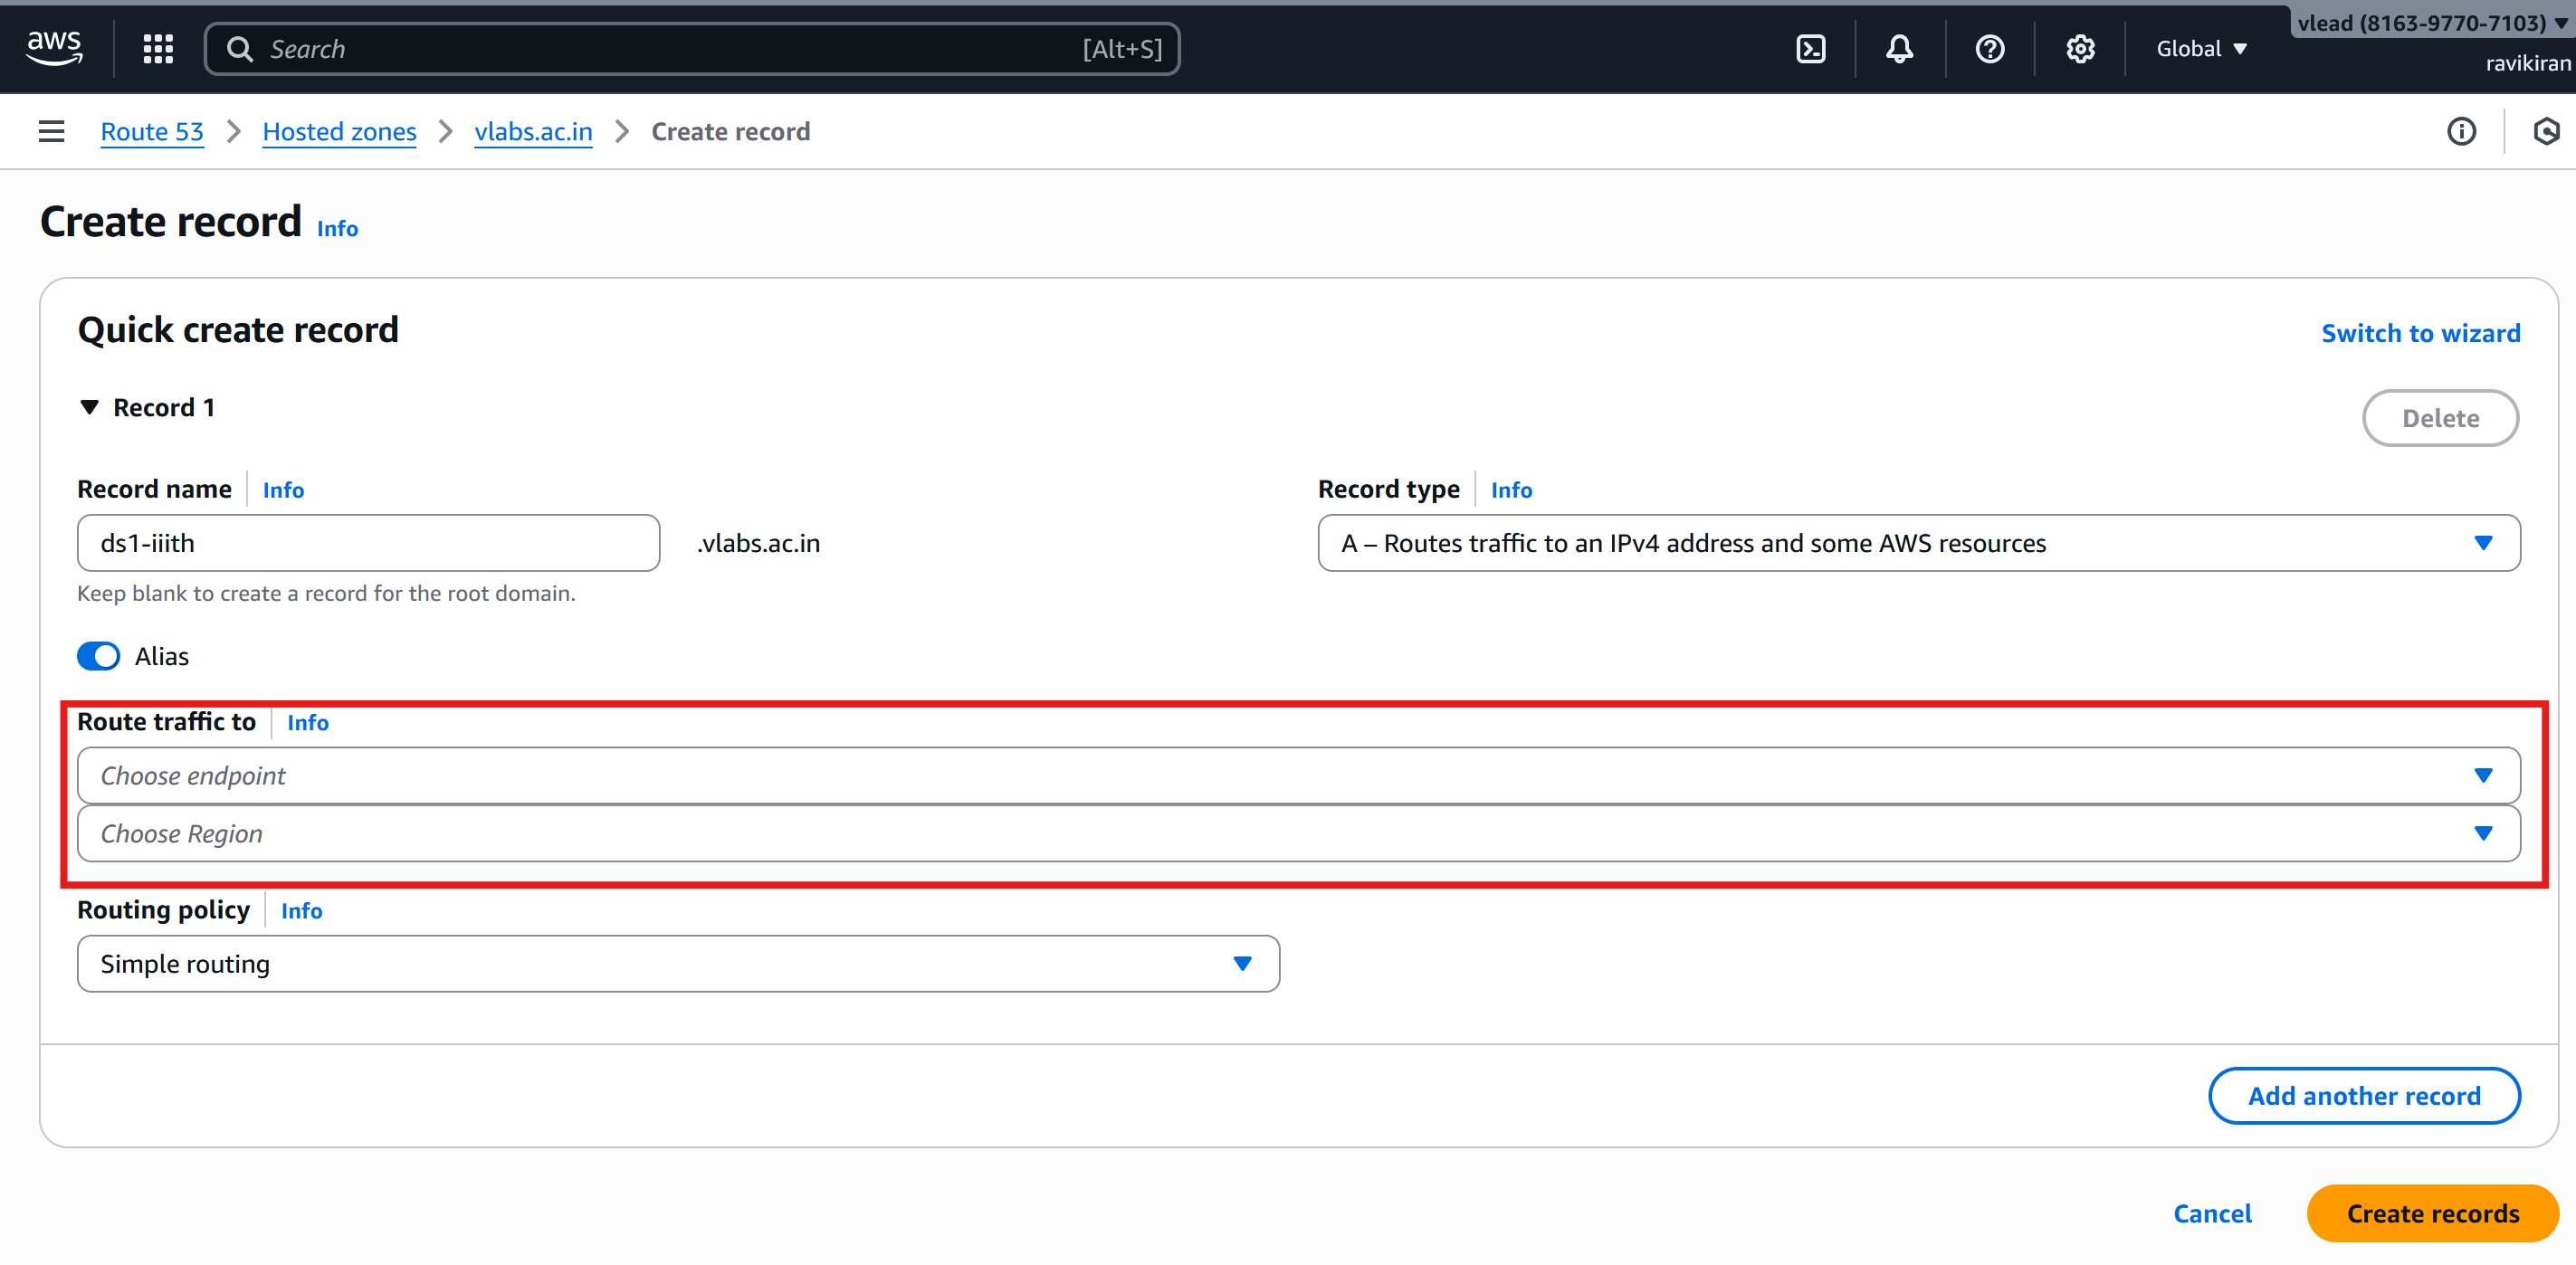 vlead (8163-9770-7103)
aws Search [Alt+S] Global
ravikiran
Route 53 Hosted zones vlabs.ac.in Create record
Create record Info
Quick create record Switch to wizard
Record 1 Delete
Record name Info Record type Info
ds1-iiith .vlabs.ac.in A – Routes traffic to an IPv4 address and some AWS resources
Keep blank to create a record for the root domain.
Alias
Route traffic to Info
Choose endpoint
Choose Region
Routing policy Info
Simple routing
Add another record
Cancel Create records